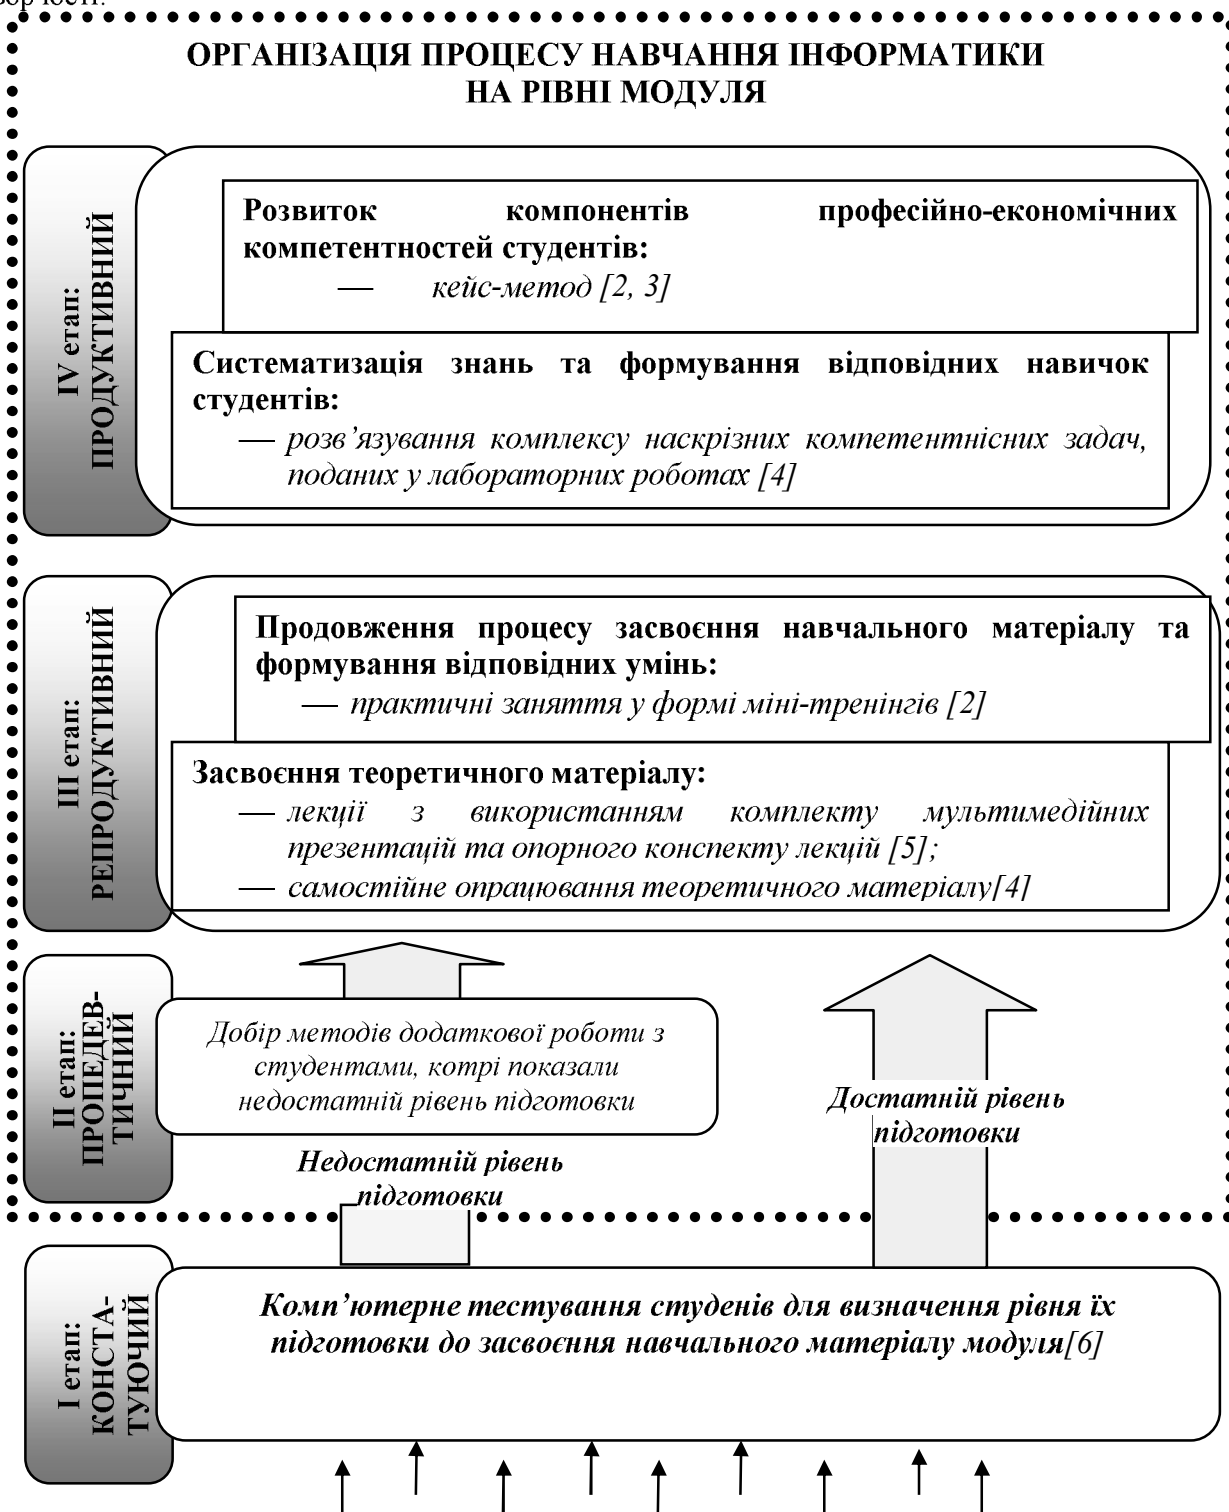 ОРГАНІЗАЦІЯ ПРОЦЕСУ НАВЧАННЯ ІНФОРМАТИКИ
НА РІВНІ МОДУЛЯ
IV етап:
ПРОДУКТИВНИЙ
Розвиток компонентів професійно-економічних
компетентностей студентів:
— кейс-метод [2, 3]
Систематизація знань та формування відповідних навичок
студентів:
— розв’язування комплексу наскрізних компетентнісних задач,
поданих у лабораторних роботах [4]
III етап:
РЕПРОДУКТИВНИЙ
Продовження процесу засвоєння навчального матеріалу та
формування відповідних умінь:
— практичні заняття у формі міні-тренінгів [2]
Засвоєння теоретичного матеріалу:
— лекції з використанням комплекту мультимедійних
презентацій та опорного конспекту лекцій [5];
— самостійне опрацювання теоретичного матеріалу[4]
II етап:
ПРОПЕДЕВ-
ТИЧНИЙ
Добір методів додаткової роботи з
студентами, котрі показали
недостатній рівень підготовки
Достатній рівень
підготовки
Недостатній рівень
підготовки
I етап:
КОНСТА-
ТУЮЧИЙ
Комп’ютерне тестування студенів для визначення рівня їх
підготовки до засвоєння навчального матеріалу модуля[6]